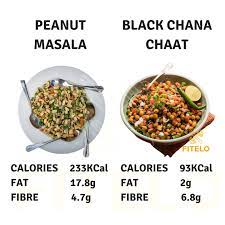 PEANUT
MASALA
BLACK CHANA
CHAAT
FITELO
CALORIES 233KCal
FAT 17.8g
FIBRE 4.7g
CALORIES 93KCal
FAT 2g
FIBRE 6.8g